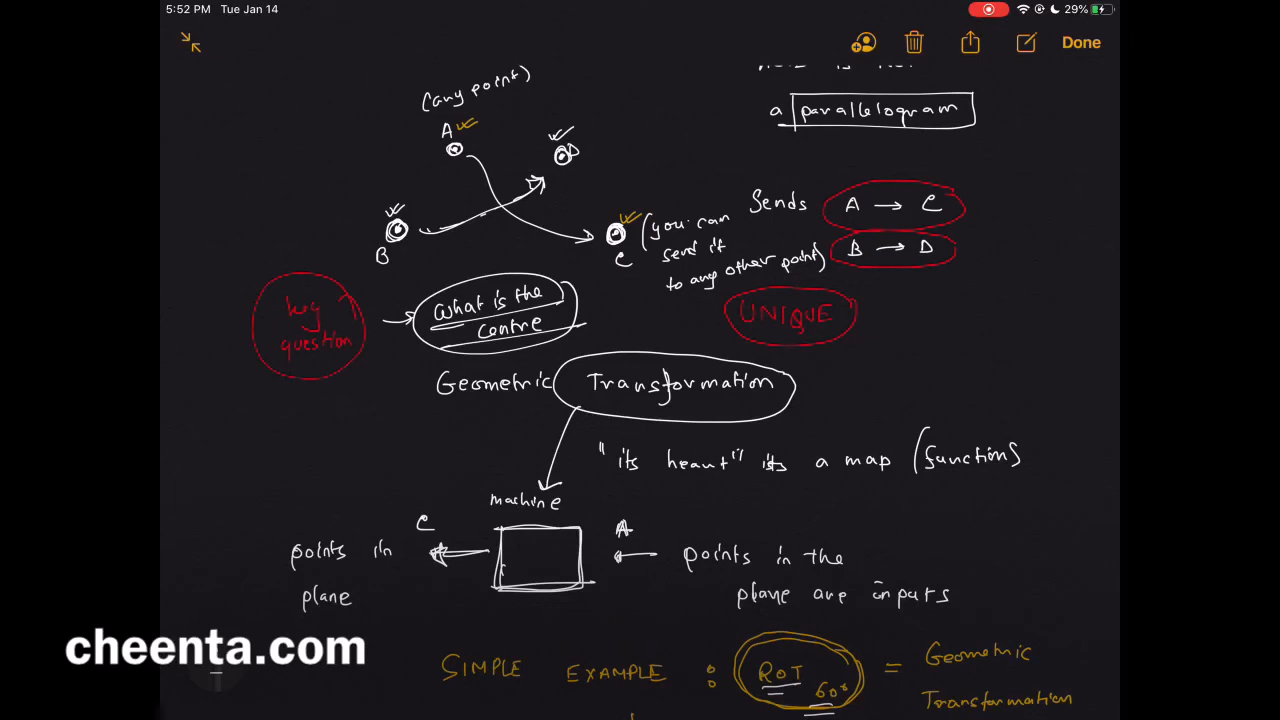 5:52 PM Tue Jan 14
29%
Done
a parallelogram
(any point)
A
D
B
C
(you can
send it
to any other point)
Sends
A → C
B → D
UNIQUE
key
question
What is the
centre
Geometric Transformation
"its heart" its a map (functions)
machine
C
A
points in
plane
points in the
plane are inputs
cheenta.com
SIMPLE EXAMPLE : ROT 60° = Geometric
Transformation